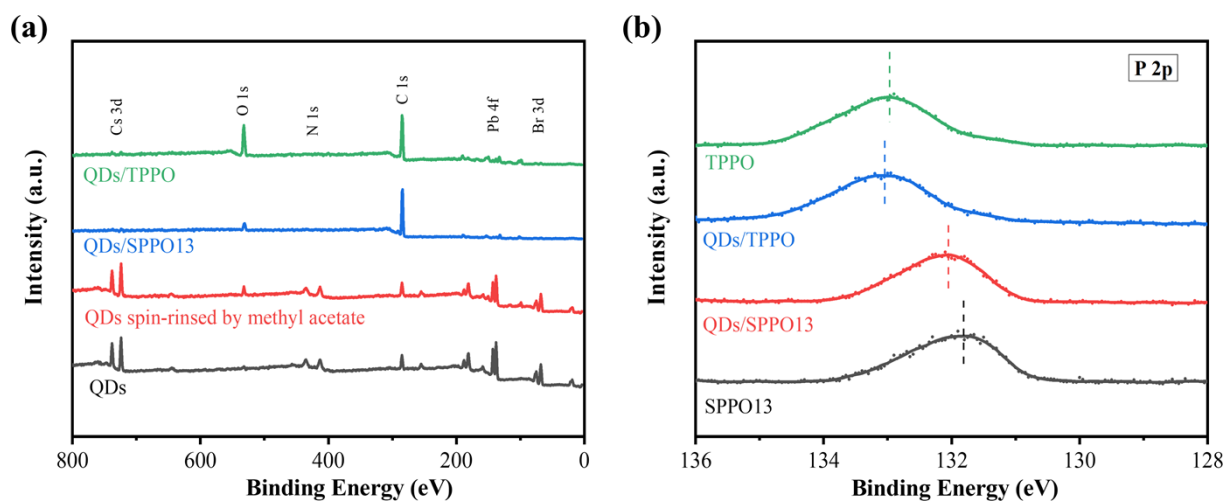 (a)
Intensity (a.u.)
Cs 3d
O 1s
N 1s
C 1s
Pb 4f
Br 3d
QDs/TPPO
QDs/SPPO13
QDs spin-rinsed by methyl acetate
QDs
800
600
400
200
0
Binding Energy (eV)
(b)
Intensity (a.u.)
P 2p
TPPO
QDs/TPPO
QDs/SPPO13
SPPO13
136
134
132
130
128
Binding Energy (eV)